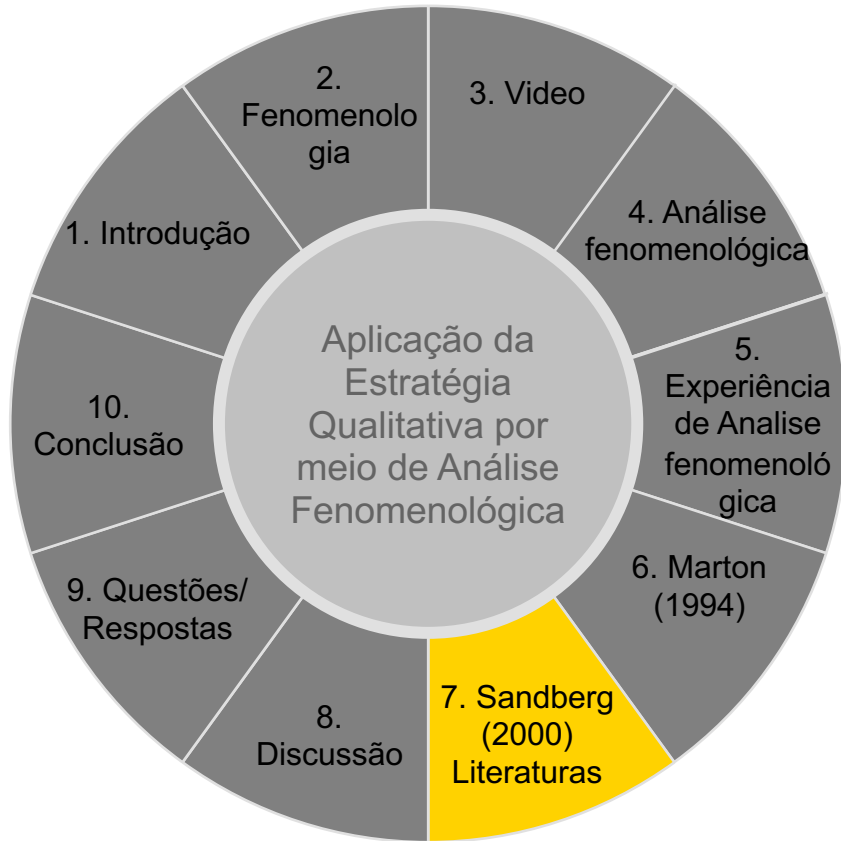 1. Introdução
2.
Fenomenolo
gia
3. Video
4. Análise
fenomenológica
5.
Experiência
de Analise
fenomenoló
gica
6. Marton
(1994)
7. Sandberg
(2000)
Literaturas
8.
Discussão
9. Questões/
Respostas
10.
Conclusão
Aplicação da
Estratégia
Qualitativa por
meio de Análise
Fenomenológica